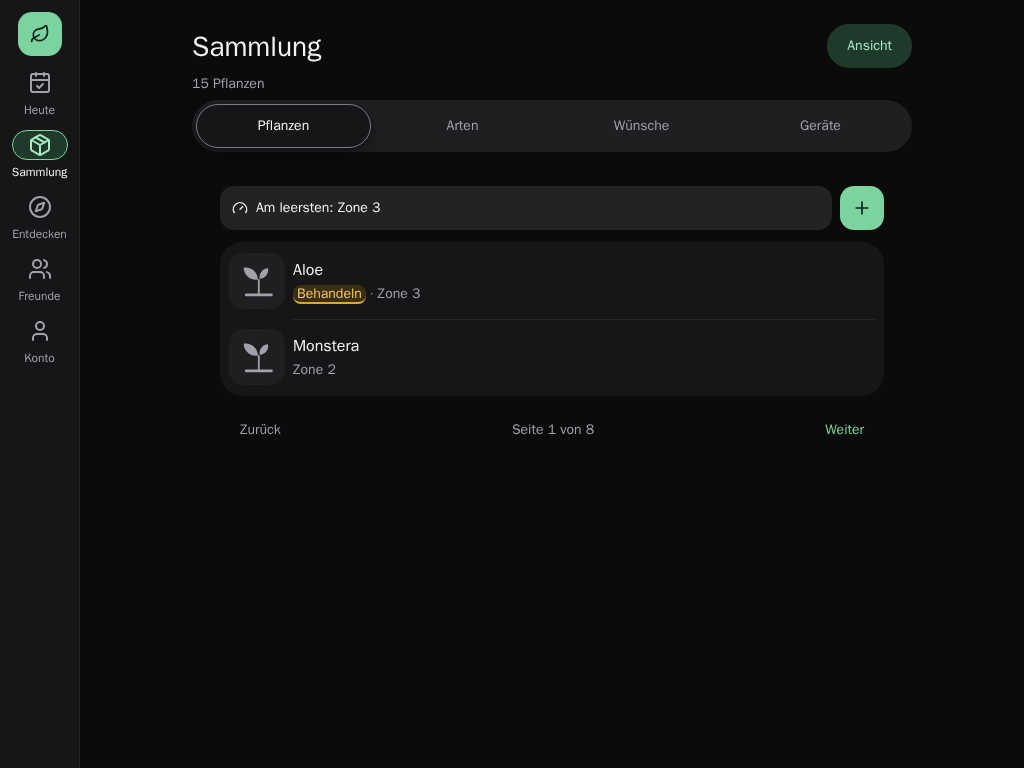 Heute
Sammlung
Entdecken
Freunde
Konto
Sammlung
Ansicht
15 Pflanzen
Pflanzen Arten Wünsche Geräte
Am leersten: Zone 3
Aloe
Behandeln · Zone 3
Monstera
Zone 2
Zurück Seite 1 von 8 Weiter